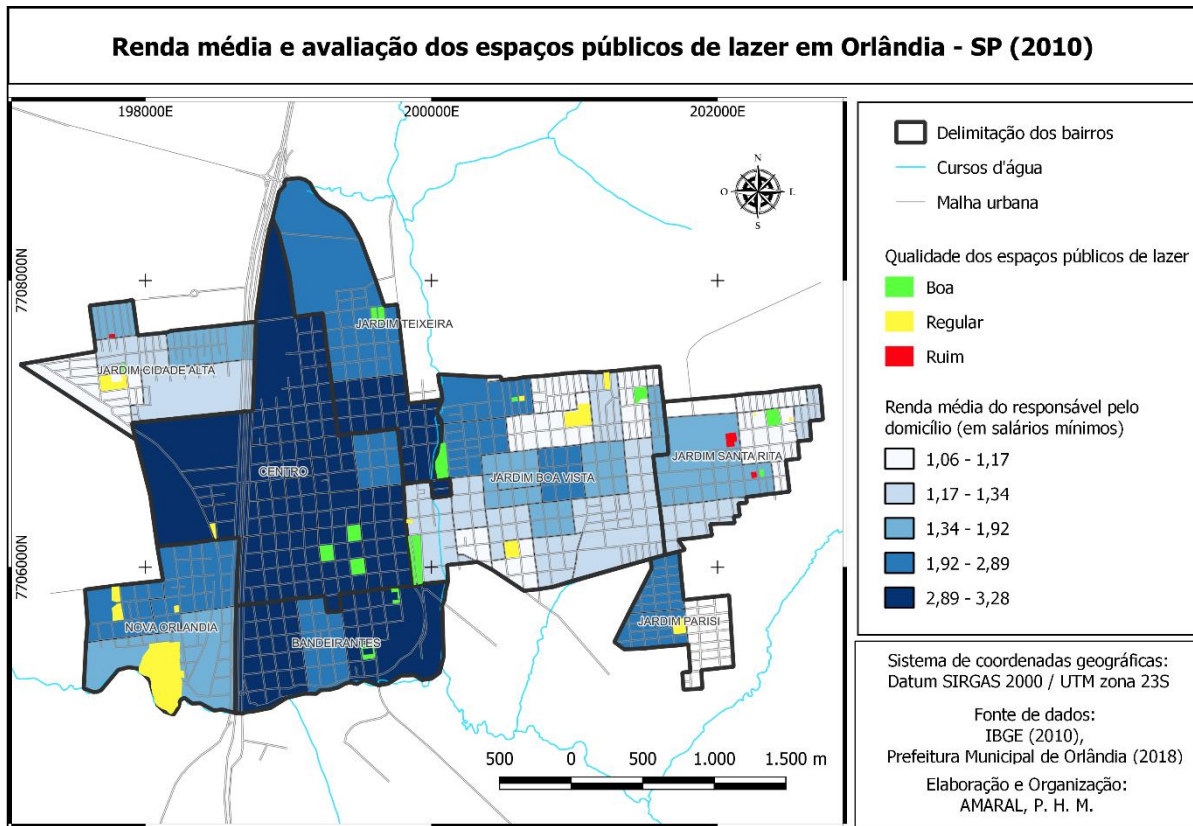 Renda média e avaliação dos espaços públicos de lazer em Orlândia - SP (2010)
198000E
200000E
202000E
7708000N
7706000N
N
O
L
S
JARDIM TEIXEIRA
JARDIM CIDADE ALTA
CENTRO
JARDIM BOA VISTA
JARDIM SANTA RITA
NOVA ORLANDIA
BANDEIRANTES
JARDIM PARISI
500 0 500 1.000 1.500 m
Delimitação dos bairros
Cursos d'água
Malha urbana
Qualidade dos espaços públicos de lazer
Boa
Regular
Ruim
Renda média do responsável pelo
domicílio (em salários mínimos)
1,06 - 1,17
1,17 - 1,34
1,34 - 1,92
1,92 - 2,89
2,89 - 3,28
Sistema de coordenadas geográficas:
Datum SIRGAS 2000 / UTM zona 23S
Fonte de dados:
IBGE (2010),
Prefeitura Municipal de Orlândia (2018)
Elaboração e Organização:
AMARAL, P. H. M.